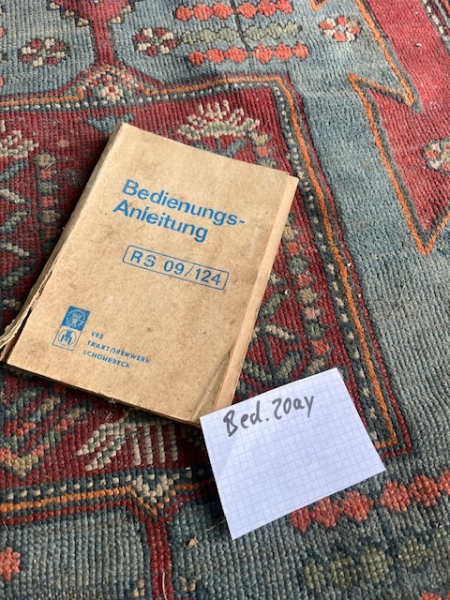 Bedienungs-
Anleitung
RS 09/124
VEB
TRAKTORENWERK
SCHÖNEBECK
Bed. 20ay